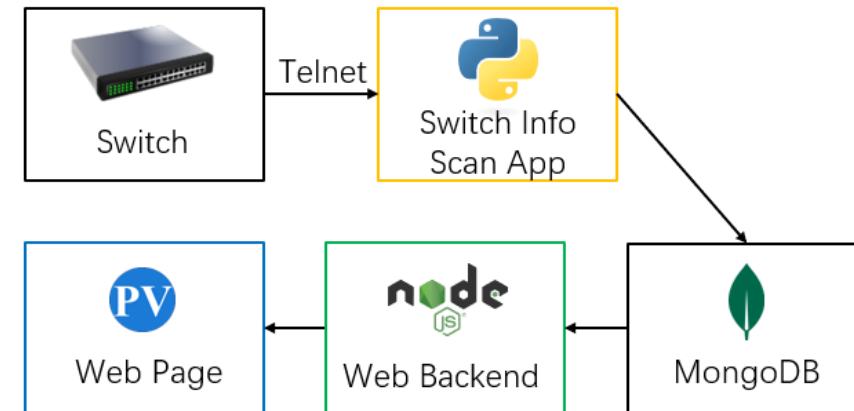 Switch
Telnet
Switch Info
Scan App
PV
Web Page
node
JS
Web Backend
MongoDB